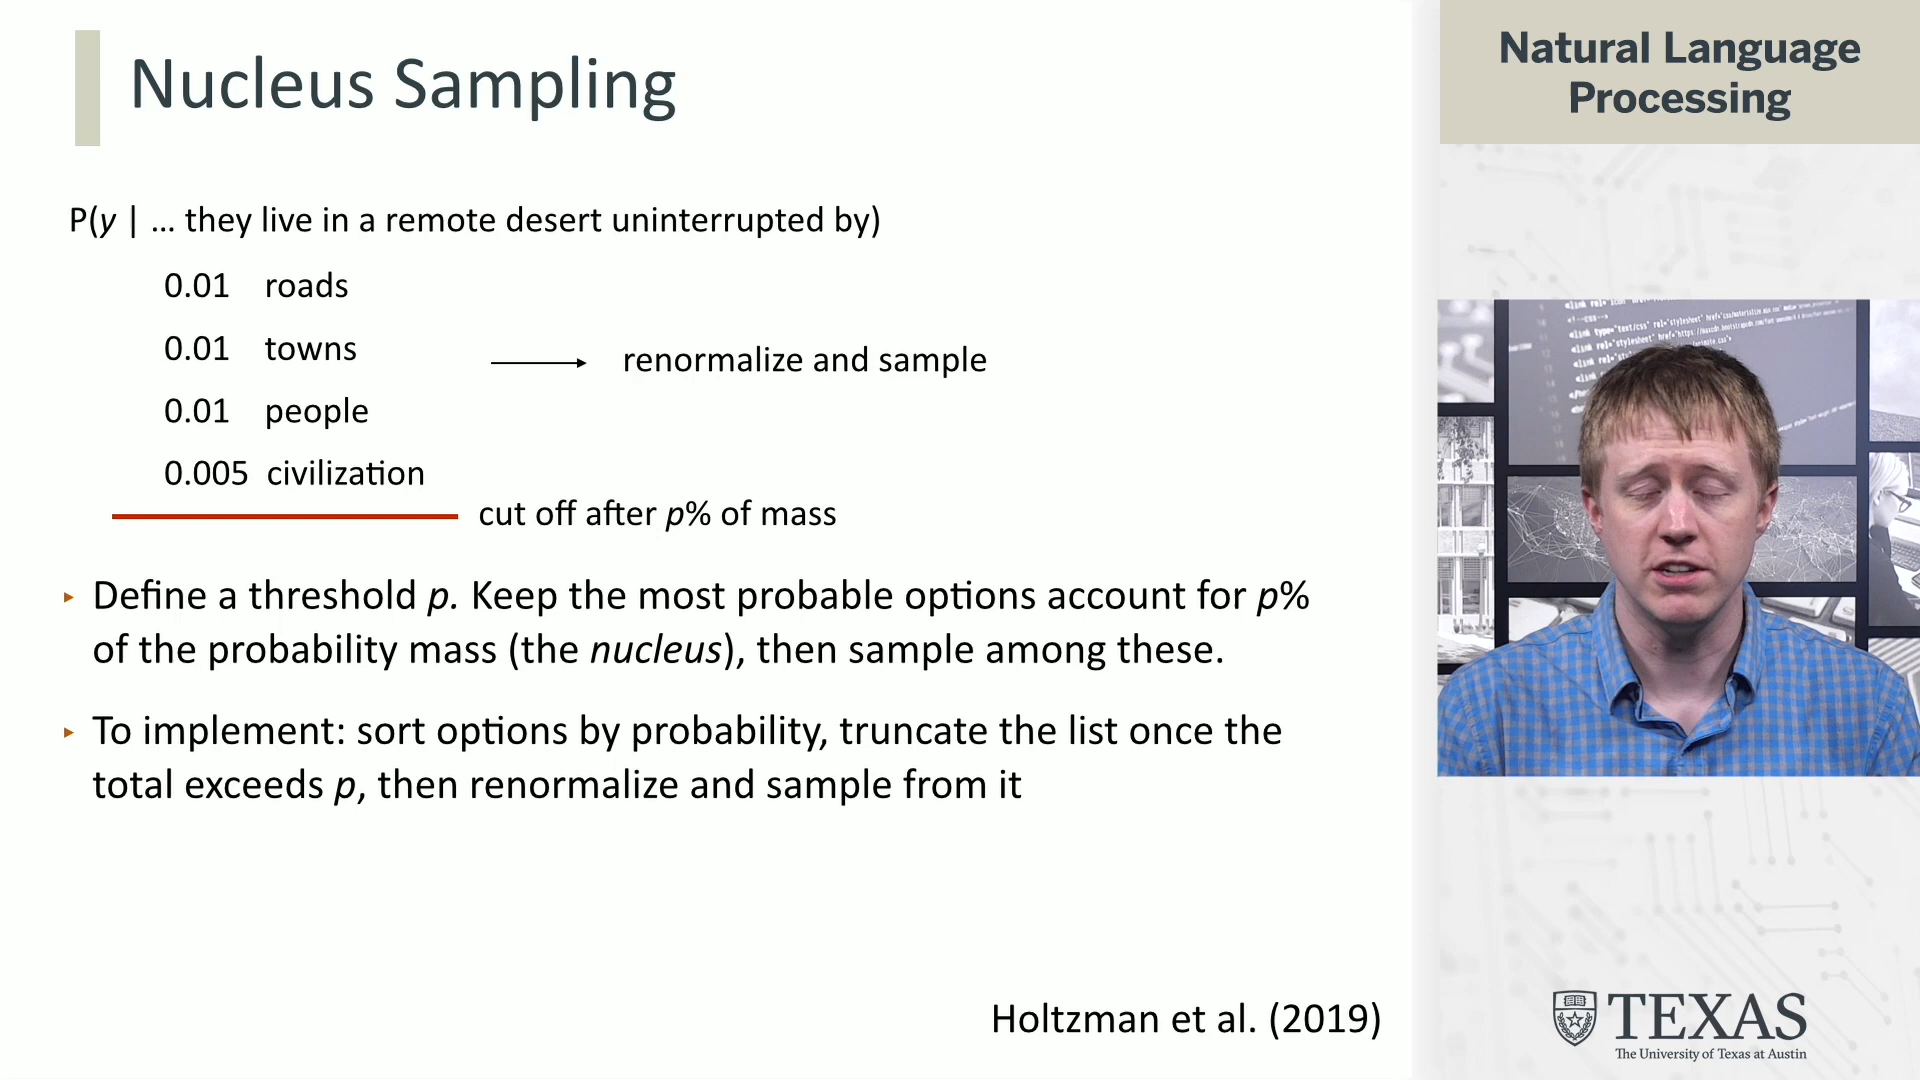 Nucleus Sampling
P(y | … they live in a remote desert uninterrupted by)
0.01 roads
0.01 towns
0.01 people
0.005 civilization
renormalize and sample
cut off after p% of mass
‣ Define a threshold p. Keep the most probable options account for p%
of the probability mass (the nucleus), then sample among these.
‣ To implement: sort options by probability, truncate the list once the
total exceeds p, then renormalize and sample from it
Holtzman et al. (2019)
Natural Language
Processing
TEXAS
The University of Texas at Austin